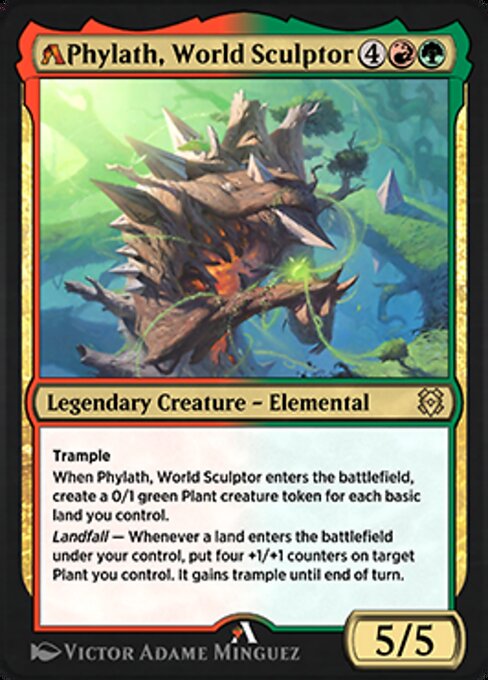 Phylath, World Sculptor 4
Legendary Creature – Elemental
Trample
When Phylath, World Sculptor enters the battlefield,
create a 0/1 green Plant creature token for each basic
land you control.
Landfall — Whenever a land enters the battlefield
under your control, put four +1/+1 counters on target
Plant you control. It gains trample until end of turn.
5/5
Victor Adame Minguez